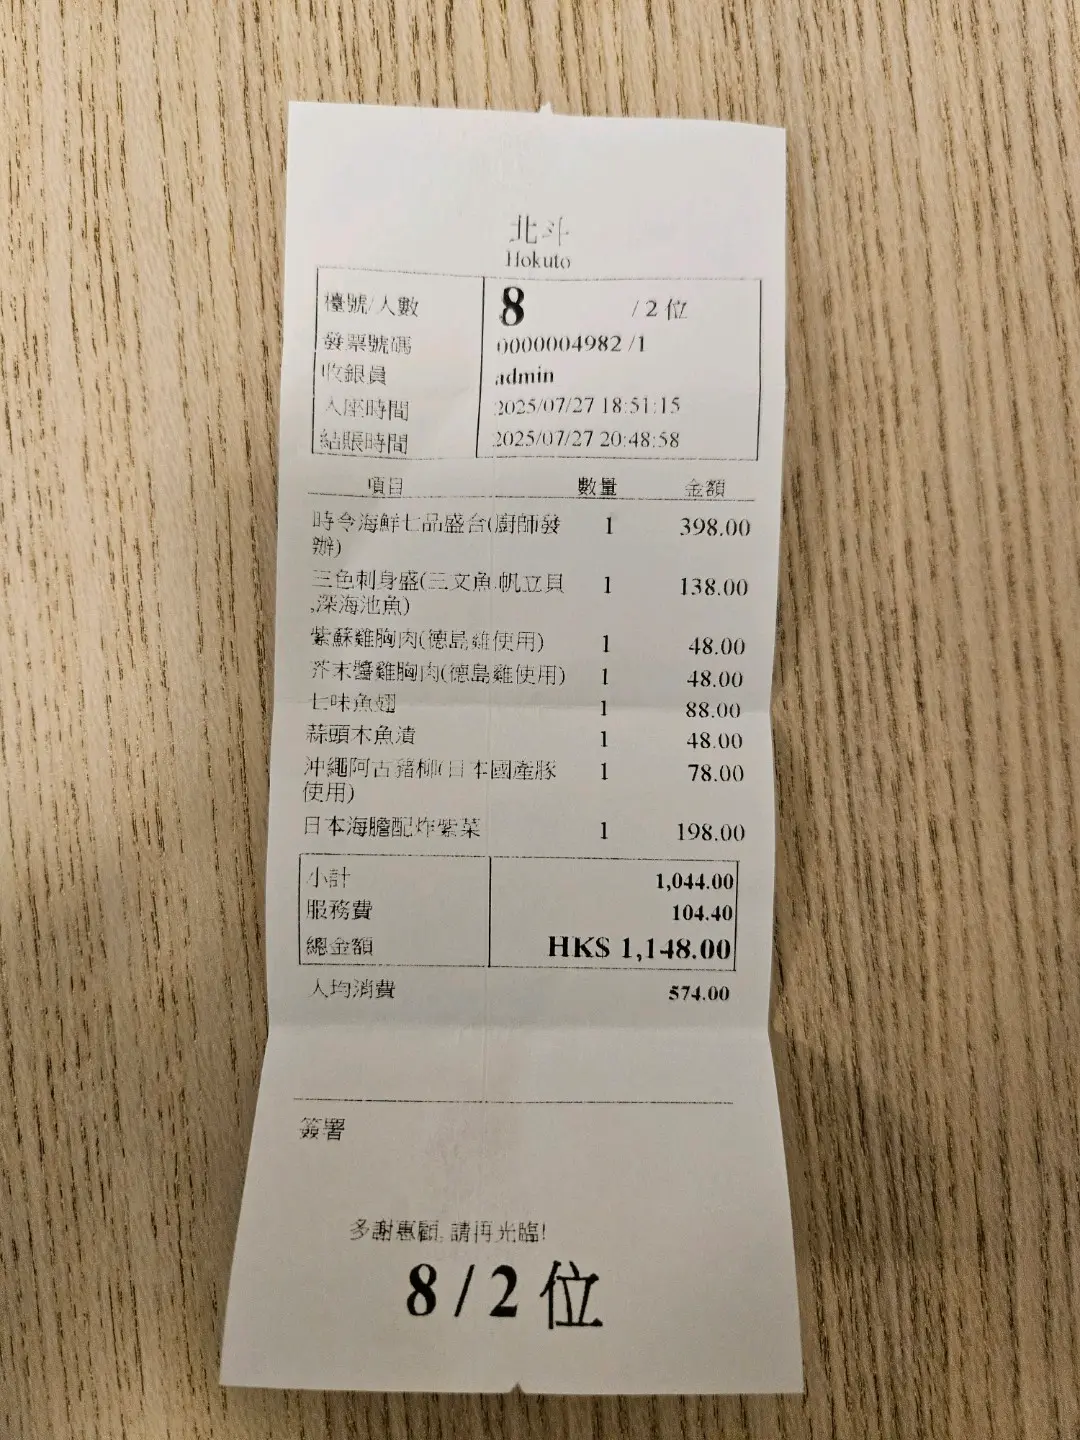 北斗
Hokuto
檯號/人數 8 /2 位
發票號碼 0000004982 /1
收銀員 admin
入座時間 2025/07/27 18:51:15
結賬時間 2025/07/27 20:48:58
項目 數量 金額
時令海鮮七品盛合(廚師發 1 398.00
辦)
三色刺身盛(三文魚.帆立貝 1 138.00
,深海池魚)
紫蘇雞胸肉(德島雞使用) 1 48.00
芥末醬雞胸肉(德島雞使用) 1 48.00
七味魚翅 1 88.00
蒜頭木魚漬 1 48.00
沖繩阿古豬柳(日本國產豚 1 78.00
使用)
日本海膽配炸紫菜 1 198.00
小計 1,044.00
服務費 104.40
總金額 HK$ 1,148.00
人均消費 574.00
簽署
多謝惠顧, 請再光臨!
8 / 2 位